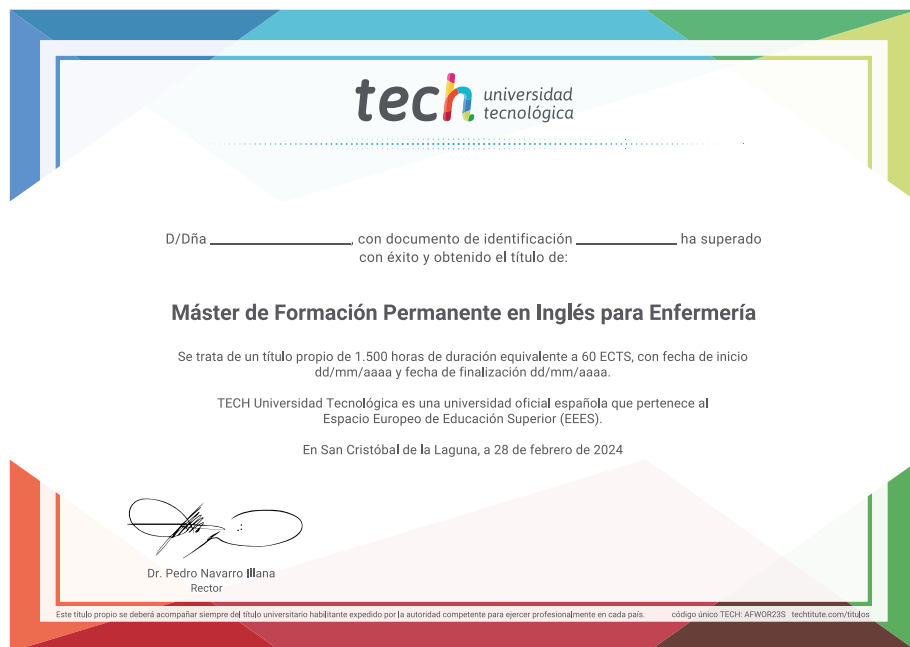 tech universidad
tecnológica
D/Dña ____________________, con documento de identificación ______________ ha superado
con éxito y obtenido el título de:
Máster de Formación Permanente en Inglés para Enfermería
Se trata de un título propio de 1.500 horas de duración equivalente a 60 ECTS, con fecha de inicio
dd/mm/aaaa y fecha de finalización dd/mm/aaaa.
TECH Universidad Tecnológica es una universidad oficial española que pertenece al
Espacio Europeo de Educación Superior (EEES).
En San Cristóbal de la Laguna, a 28 de febrero de 2024
Dr. Pedro Navarro Illana
Rector
Este título propio se deberá acompañar siempre del título universitario habilitante expedido por la autoridad competente para ejercer profesionalmente en cada país. código único TECH: AFWOR23S techtitute.com/titulos